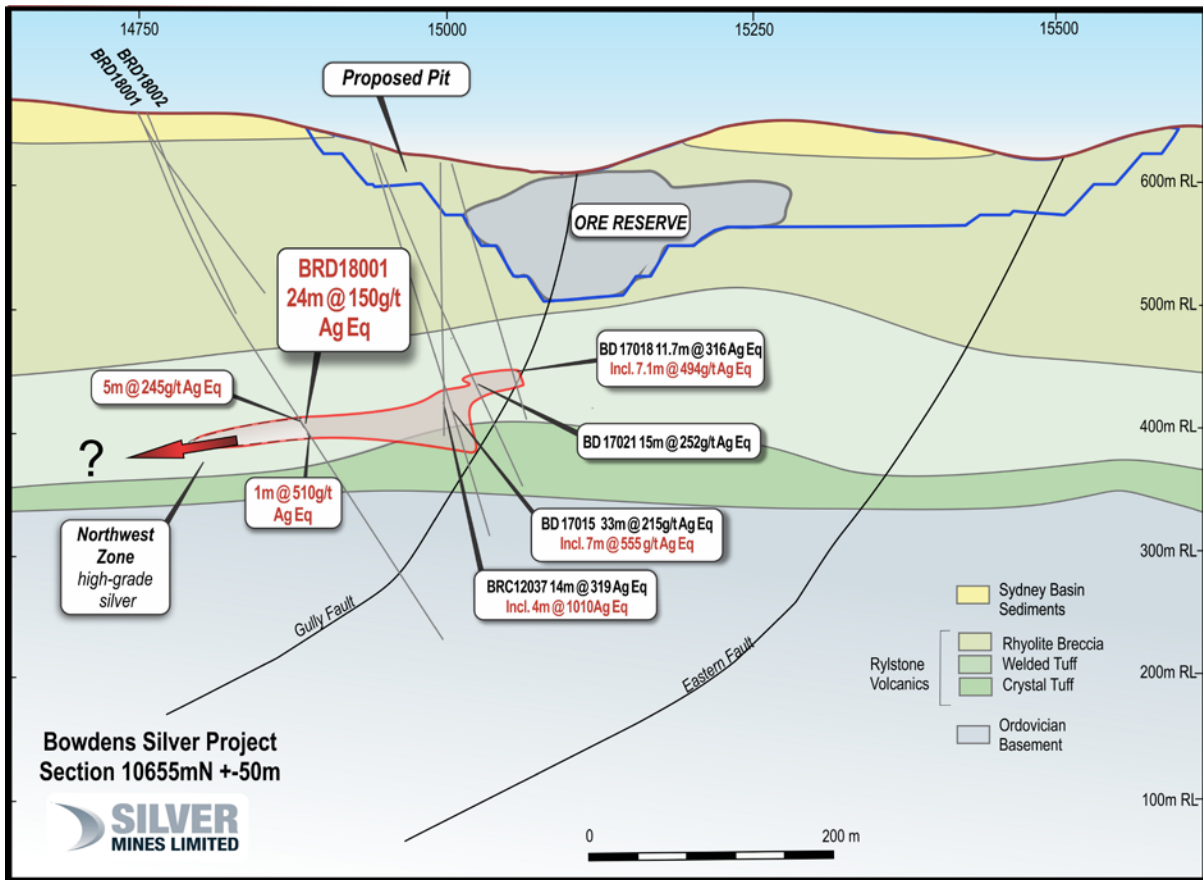 14750
15000
15250
15500
BRD18002
BRD18001
Proposed Pit
600m RL
ORE RESERVE
BRD18001
24m @ 150g/t
Ag Eq
500m RL
BD 17018 11.7m @ 316 Ag Eq
Incl. 7.1m @ 494g/t Ag Eq
5m @ 245g/t Ag Eq
400m RL
BD 17021 15m @ 252g/t Ag Eq
?
1m @ 510g/t
Ag Eq
BD 17015 33m @ 215g/t Ag Eq
Incl. 7m @ 555 g/t Ag Eq
Northwest
Zone
high-grade
silver
300m RL
BRC12037 14m @ 319 Ag Eq
Incl. 4m @ 1010Ag Eq
Gully Fault
Eastern Fault
Sydney Basin
Sediments
Rylstone
Volcanics
Rhyolite Breccia
Welded Tuff
Crystal Tuff
200m RL
Ordovician
Basement
Bowdens Silver Project
Section 10655mN +-50m
100m RL
SILVER
MINES LIMITED
0
200 m